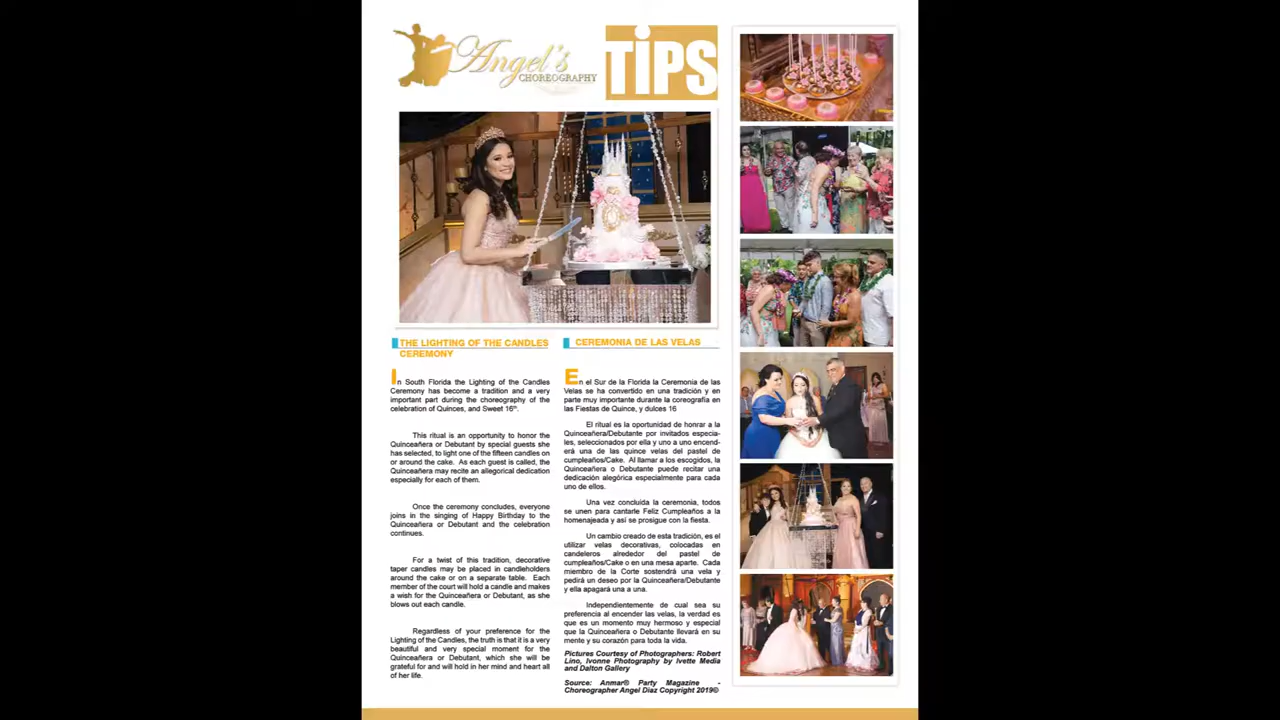 Angel's
CHOREOGRAPHY
TiPS
THE LIGHTING OF THE CANDLES
CEREMONY
In South Florida the Lighting of the Candles
Ceremony has become a tradition and a very
important part during the choreography of the
celebration of Quinces, and Sweet 16th.
This ritual is an opportunity to honor the
Quinceañera or Debutant by special guests she
has selected, to light one of the fifteen candles on
or around the cake. As each guest is called, the
Quinceañera may recite an allegorical dedication
especially for each of them.
Once the ceremony concludes, everyone
joins in the singing of Happy Birthday to the
Quinceañera or Debutant and the celebration
continues.
For a twist of this tradition, decorative
taper candles may be placed in candleholders
around the cake or on a separate table. Each
member of the court will hold a candle and makes
a wish for the Quinceañera or Debutant, as she
blows out each candle.
Regardless of your preference for the
Lighting of the Candles, the truth is that it is a very
beautiful and very special moment for the
Quinceañera or Debutant, which she will be
grateful for and will hold in her mind and heart all
of her life.
CEREMONIA DE LAS VELAS
En el Sur de la Florida la Ceremonia de las
Velas se ha convertido en una tradición y en
parte muy importante durante la coreografía en
las Fiestas de Quince, y dulces 16
El ritual es la oportunidad de honrar a la
Quinceañera/Debutante por invitados especia-
les, seleccionados por ella y uno a uno encend-
erá una de las quince velas del pastel de
cumpleaños/Cake. Al llamar a los escogidos, la
Quinceañera o Debutante puede recitar una
dedicación alegórica especialmente para cada
uno de ellos.
Una vez concluída la ceremonia, todos
se unen para cantarle Feliz Cumpleaños a la
homenajeada y así se prosigue con la fiesta.
Un cambio creado de esta tradición, es el
utilizar velas decorativas, colocadas en
candeleros alrededor del pastel de
cumpleaños/Cake o en una mesa aparte. Cada
miembro de la Corte sostendrá una vela y
pedirá un deseo por la Quinceañera/Debutante
y ella apagará una a una.
Independientemente de cual sea su
preferencia al encender las velas, la verdad es
que es un momento muy hermoso y especial
que la Quinceañera o Debutante llevará en su
mente y su corazón para toda la vida.
Pictures Courtesy of Photographers: Robert
Lino, Ivonne Photography by Ivette Media
and Dalton Gallery
Source: Anmar® Party Magazine -
Choreographer Angel Diaz Copyright 2019©